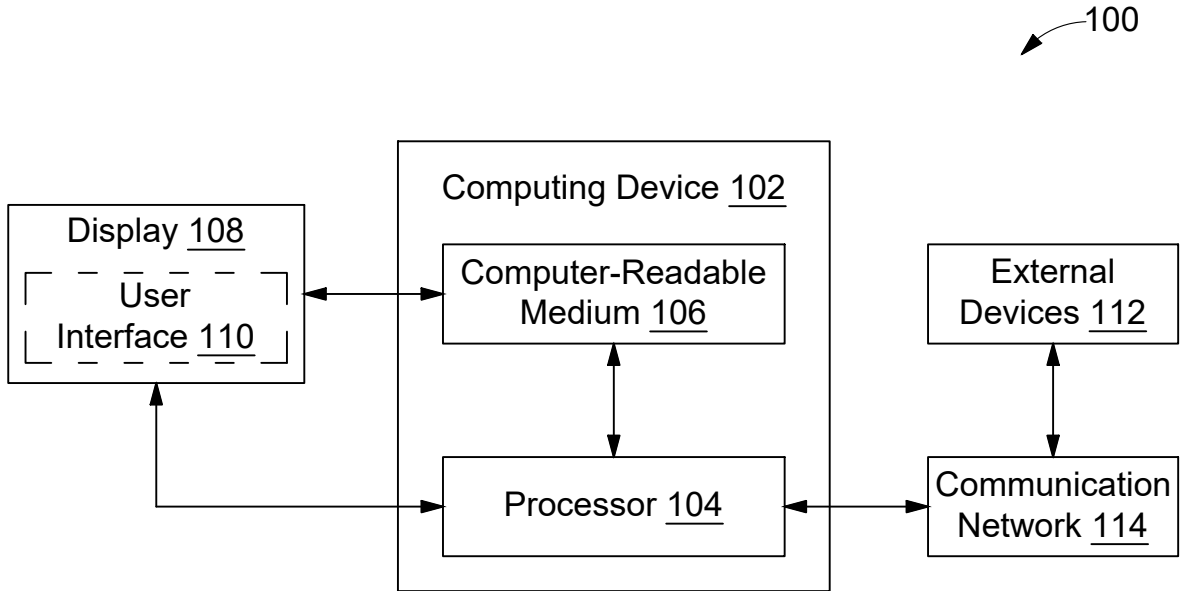 100
Computing Device 102
Display 108
User
Interface 110
Computer-Readable
Medium 106
External
Devices 112
Processor 104
Communication
Network 114